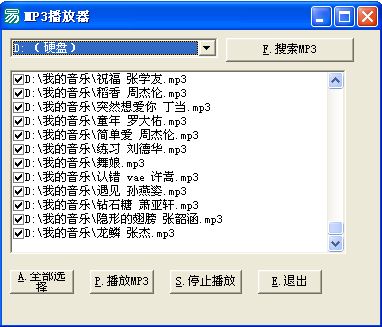 MP3播放器
D: (硬盘)
F.搜索MP3
D:\我的音乐\祝福 张学友.mp3
D:\我的音乐\稻香 周杰伦.mp3
D:\我的音乐\突然想爱你 丁当.mp3
D:\我的音乐\童年 罗大佑.mp3
D:\我的音乐\简单爱 周杰伦.mp3
D:\我的音乐\练习 刘德华.mp3
D:\我的音乐\舞娘.mp3
D:\我的音乐\认错 vae 许嵩.mp3
D:\我的音乐\遇见 孙燕姿.mp3
D:\我的音乐\钻石糖 萧亚轩.mp3
D:\我的音乐\隐形的翅膀 张韶涵.mp3
D:\我的音乐\龙鳞 张杰.mp3
A.全部选择
P.播放MP3
S.停止播放
E.退出